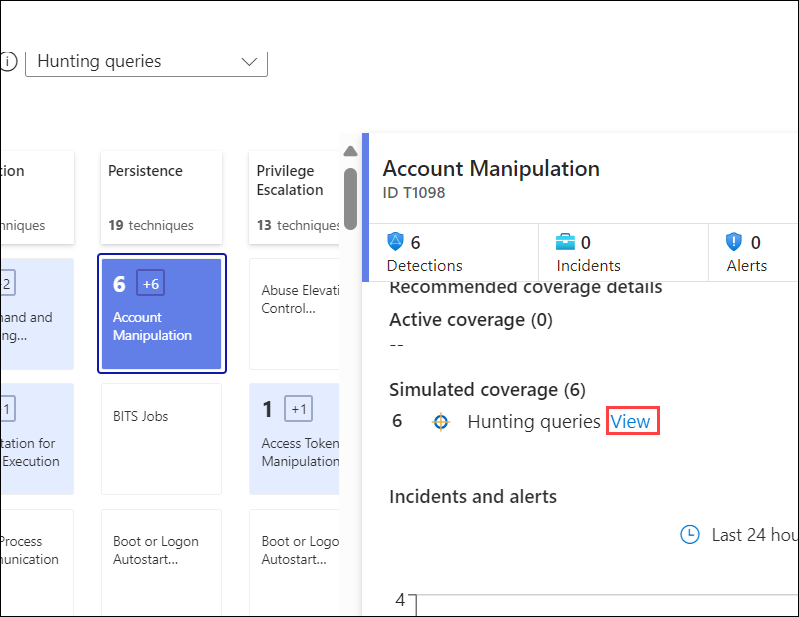 Hunting queries
tion
hniques
Persistence
19 techniques
Privilege
Escalation
13 techniques
2
and and
ng...
6 +6
Account
Manipulation
Abuse Elevati
Control...
1
tation for
Execution
BITS Jobs
1 +1
Access Token
Manipulation
Process
unication
Boot or Logon
Autostart...
Boot or Logo
Autostart...
Account Manipulation
ID T1098
6
Detections
0
Incidents
0
Alerts
Recommended coverage details
Active coverage (0)
--
Simulated coverage (6)
6 Hunting queries View
Incidents and alerts
Last 24 hou
4